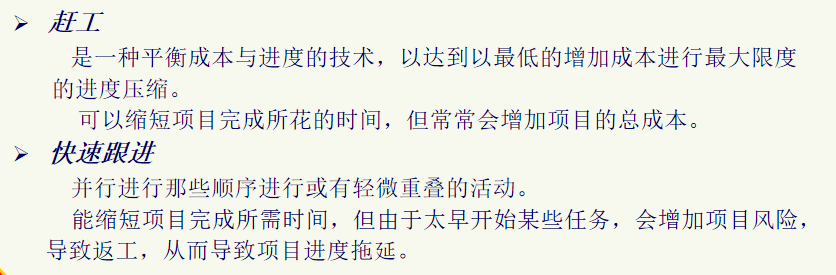 ➢ 赶工
是一种平衡成本与进度的技术，以达到以最低的增加成本进行最大限度
的进度压缩。
可以缩短项目完成所花的时间，但常常会增加项目的总成本。
➢ 快速跟进
并行进行那些顺序进行或有轻微重叠的活动。
能缩短项目完成所需时间，但由于太早开始某些任务，会增加项目风险，
导致返工，从而导致项目进度拖延。